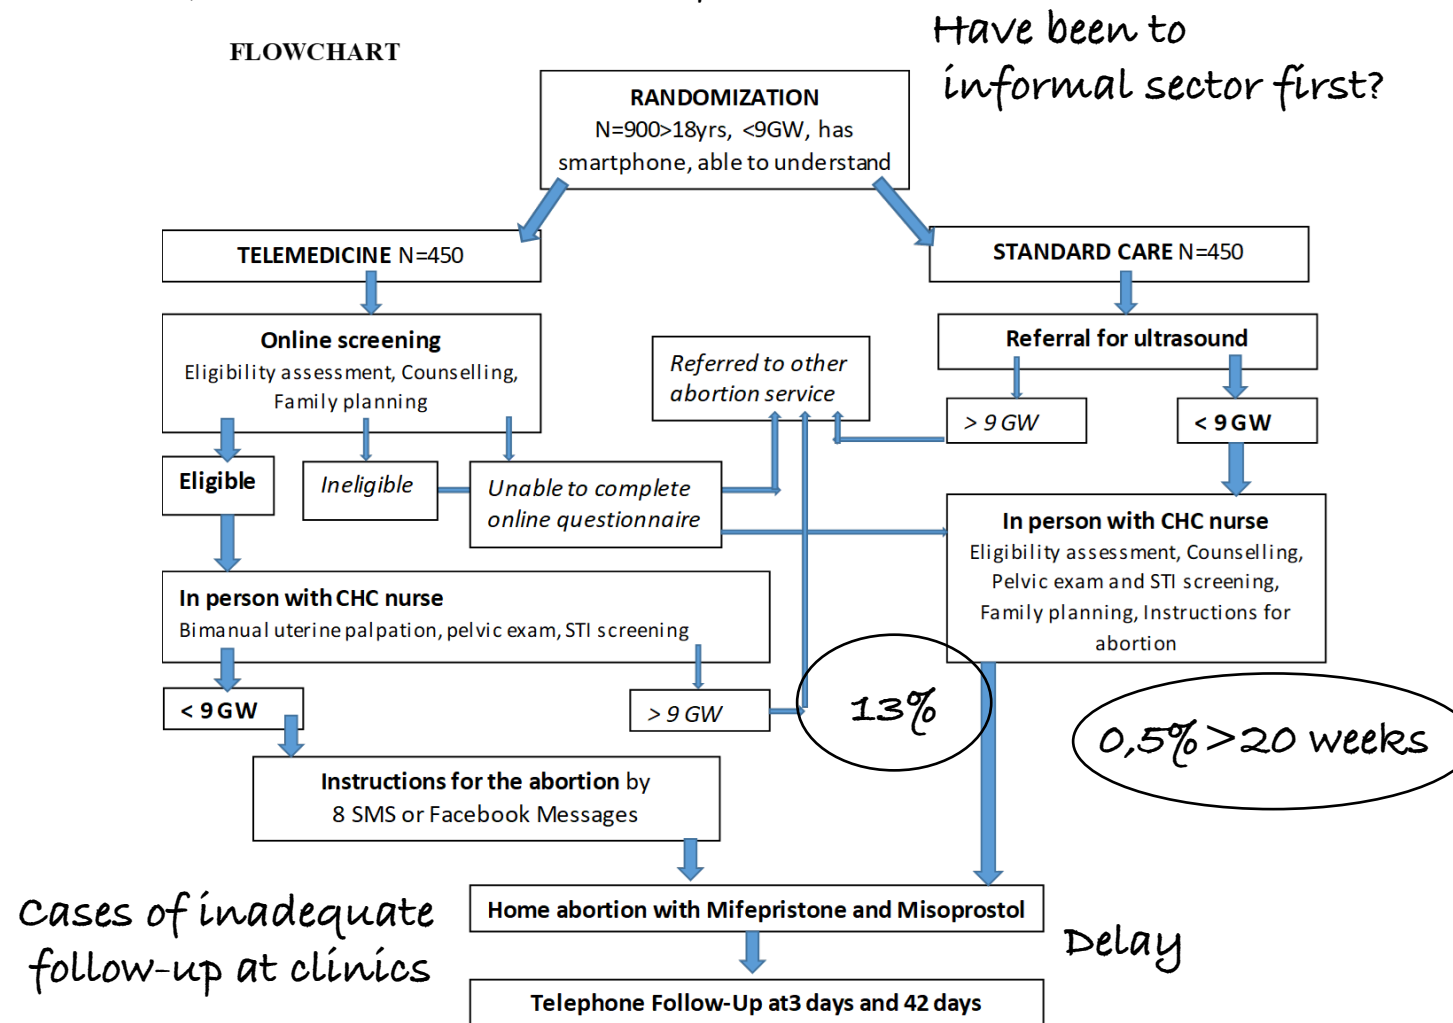 Have been to
informal sector first?
FLOWCHART
RANDOMIZATION
N=900>18yrs, <9GW, has
smartphone, able to understand
TELEMEDICINE N=450
STANDARD CARE N=450
Online screening
Eligibility assessment, Counselling,
Family planning
Referred to other
abortion service
Referral for ultrasound
> 9 GW
< 9 GW
Eligible
Ineligible
Unable to complete
online questionnaire
In person with CHC nurse
Eligibility assessment, Counselling,
Pelvic exam and STI screening,
Family planning, Instructions for
abortion
In person with CHC nurse
Bimanual uterine palpation, pelvic exam, STI screening
< 9 GW
> 9 GW
13%
0,5%>20 weeks
Instructions for the abortion by
8 SMS or Facebook Messages
Cases of inadequate
follow-up at clinics
Home abortion with Mifepristone and Misoprostol
Delay
Telephone Follow-Up at3 days and 42 days